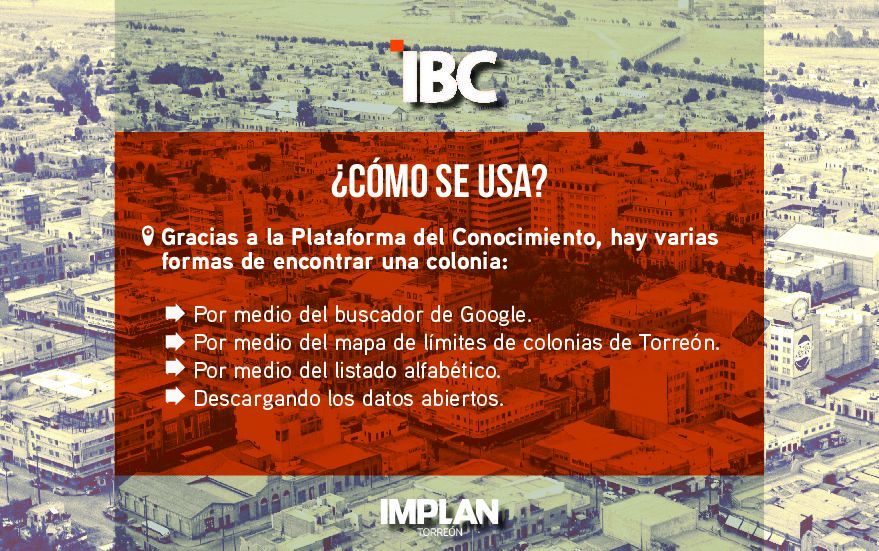 IBC
¿CÓMO SE USA?
Gracias a la Plataforma del Conocimiento, hay varias
formas de encontrar una colonia:
Por medio del buscador de Google.
Por medio del mapa de límites de colonias de Torreón.
Por medio del listado alfabético.
Descargando los datos abiertos.
IMPLAN
TORREÓN